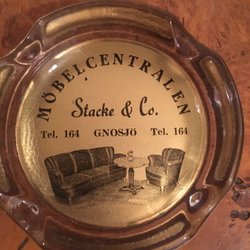 MÖBELCENTRALEN
Stacke & Co.
Tel. 164 GNOSJÖ Tel. 164